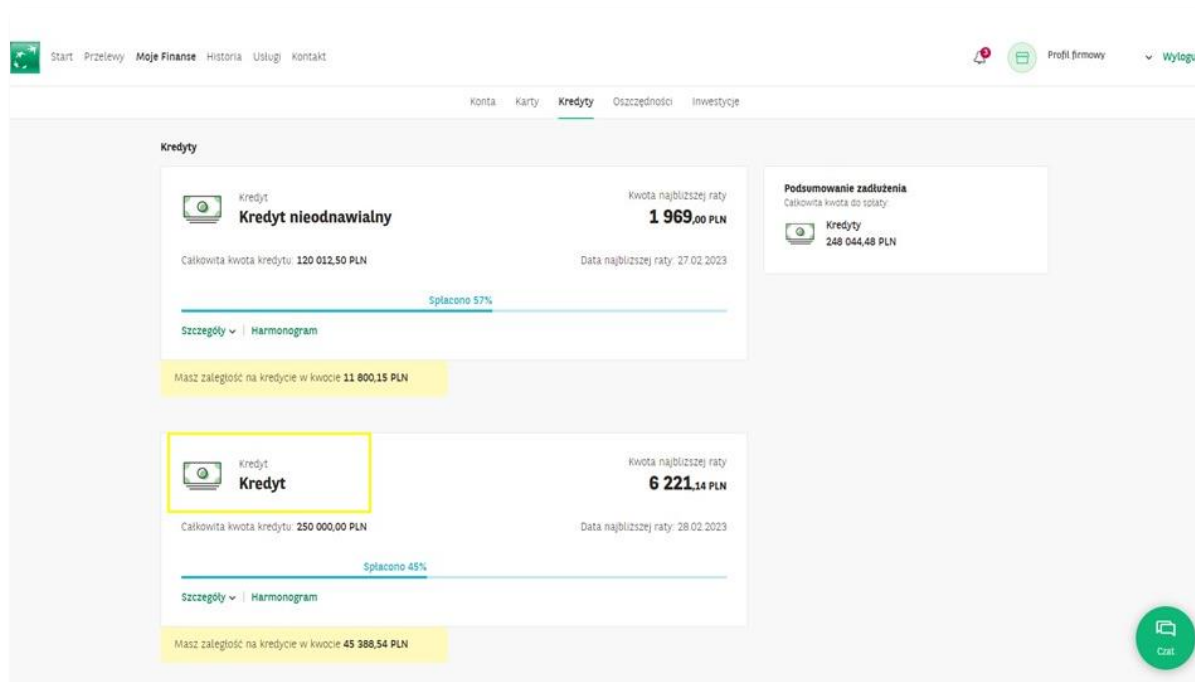 Start Przelewy Moje Finanse Historia Usługi Kontakt
3 Profil firmowy Wylogu
Konta Karty Kredyty Oszczędności Inwestycje
Kredyty
Kredyt
Kredyt nieodnawialny
Kwota najbliższej raty
1 969,00 PLN
Całkowita kwota kredytu: 120 012,50 PLN
Data najbliższej raty: 27.02.2023
Spłacono 57%
Szczegóły | Harmonogram
Masz zaległość na kredycie w kwocie 11 800,15 PLN
Podsumowanie zadłużenia
Całkowita kwota do spłaty:
Kredyty
248 044,48 PLN
Kredyt
Kredyt
Kwota najbliższej raty
6 221,14 PLN
Całkowita kwota kredytu: 250 000,00 PLN
Data najbliższej raty: 28.02.2023
Spłacono 45%
Szczegóły | Harmonogram
Masz zaległość na kredycie w kwocie 45 388,54 PLN
Czat